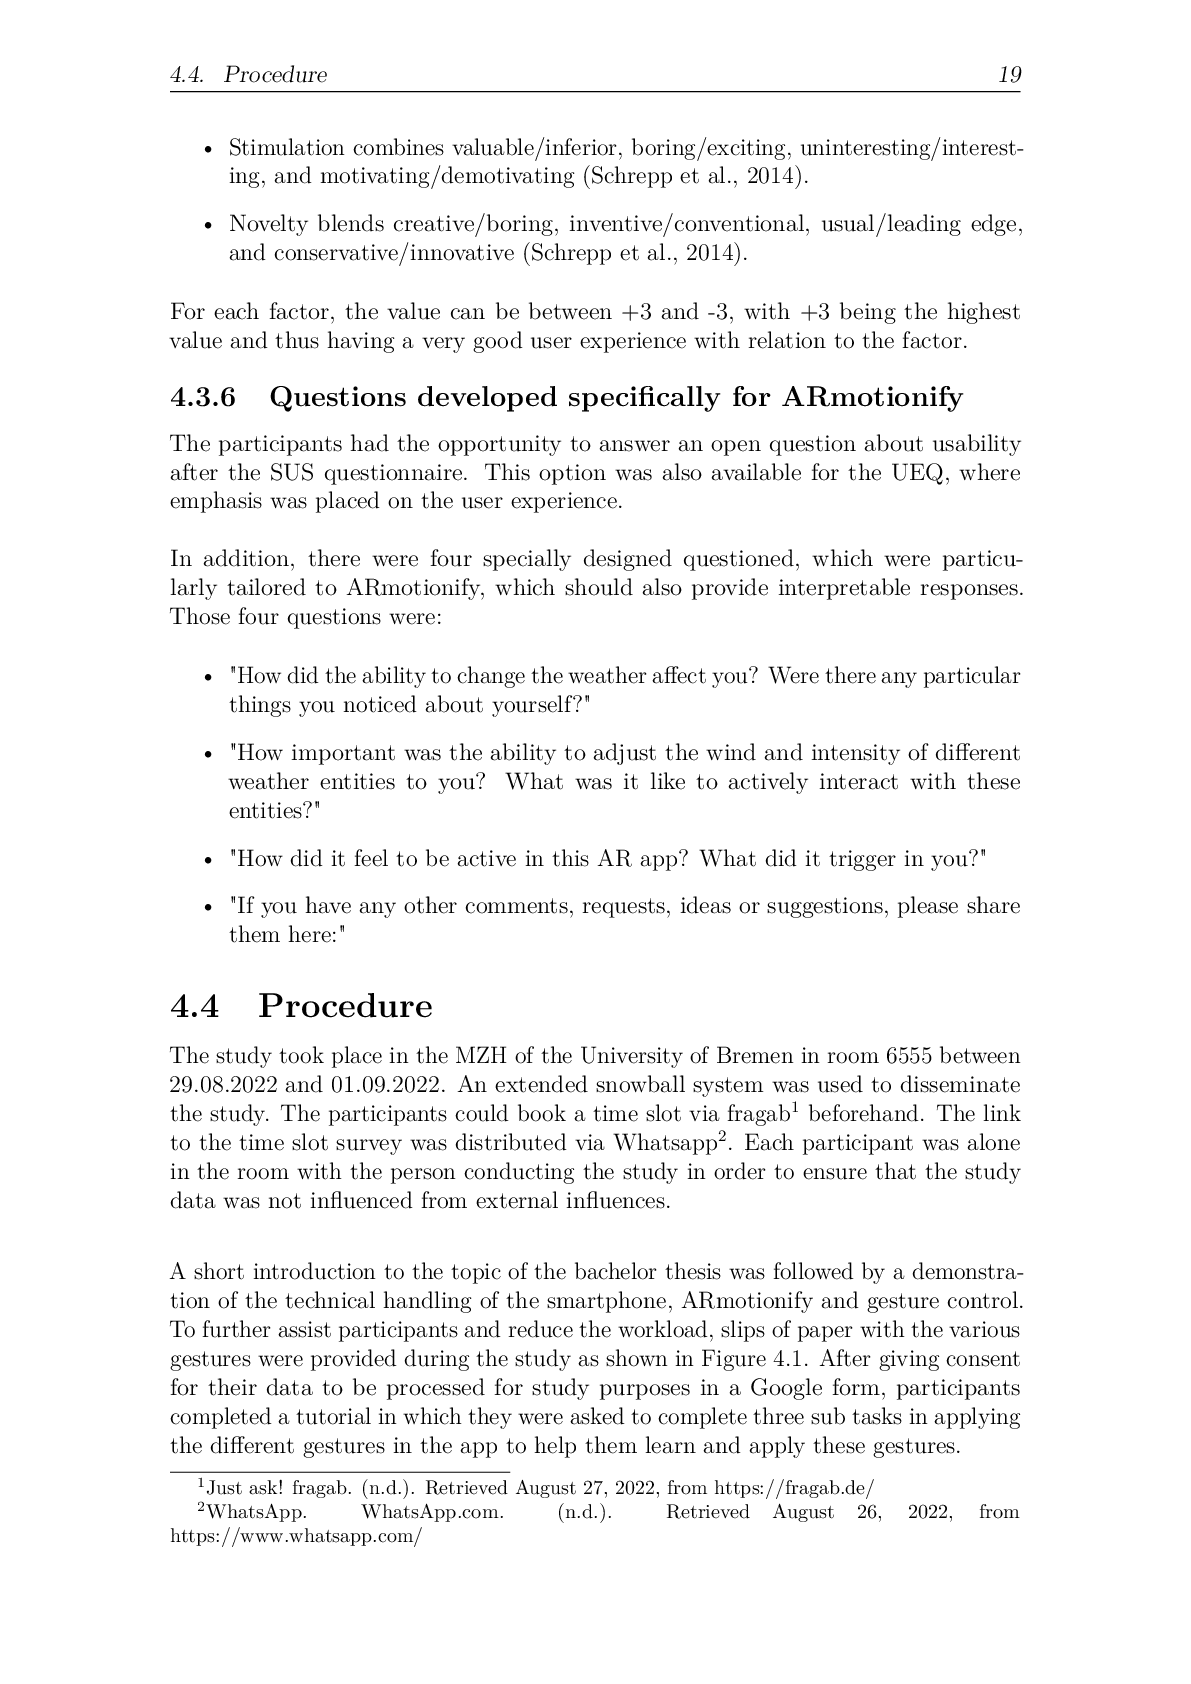 4.4. Procedure 19
• Stimulation combines valuable/inferior, boring/exciting, uninteresting/interest-
ing, and motivating/demotivating (Schrepp et al., 2014).
• Novelty blends creative/boring, inventive/conventional, usual/leading edge,
and conservative/innovative (Schrepp et al., 2014).
For each factor, the value can be between +3 and -3, with +3 being the highest
value and thus having a very good user experience with relation to the factor.
4.3.6 Questions developed specifically for ARmotionify
The participants had the opportunity to answer an open question about usability
after the SUS questionnaire. This option was also available for the UEQ, where
emphasis was placed on the user experience.
In addition, there were four specially designed questioned, which were particu-
larly tailored to ARmotionify, which should also provide interpretable responses.
Those four questions were:
• "How did the ability to change the weather affect you? Were there any particular
things you noticed about yourself?"
• "How important was the ability to adjust the wind and intensity of different
weather entities to you? What was it like to actively interact with these
entities?"
• "How did it feel to be active in this AR app? What did it trigger in you?"
• "If you have any other comments, requests, ideas or suggestions, please share
them here:"
4.4 Procedure
The study took place in the MZH of the University of Bremen in room 6555 between
29.08.2022 and 01.09.2022. An extended snowball system was used to disseminate
the study. The participants could book a time slot via fragab¹ beforehand. The link
to the time slot survey was distributed via Whatsapp². Each participant was alone
in the room with the person conducting the study in order to ensure that the study
data was not influenced from external influences.
A short introduction to the topic of the bachelor thesis was followed by a demonstra-
tion of the technical handling of the smartphone, ARmotionify and gesture control.
To further assist participants and reduce the workload, slips of paper with the various
gestures were provided during the study as shown in Figure 4.1. After giving consent
for their data to be processed for study purposes in a Google form, participants
completed a tutorial in which they were asked to complete three sub tasks in applying
the different gestures in the app to help them learn and apply these gestures.
¹Just ask! fragab. (n.d.). Retrieved August 27, 2022, from https://fragab.de/
²WhatsApp. WhatsApp.com. (n.d.). Retrieved August 26, 2022, from
https://www.whatsapp.com/